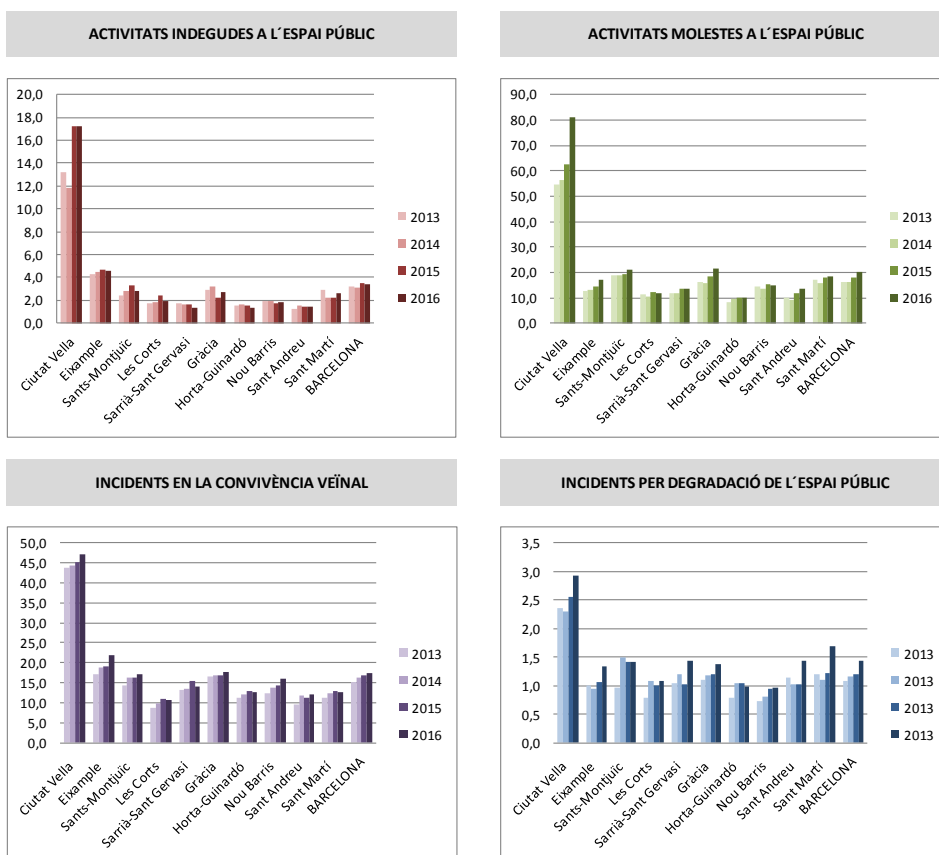 ACTIVITATS INDEGUDES A L´ESPAI PÚBLIC
20,0
18,0
16,0
14,0
12,0
10,0
8,0
6,0
4,0
2,0
0,0
2013
2014
2015
2016
Ciutat Vella
Eixample
Sants-Montjuïc
Les Corts
Sarrià-Sant Gervasi
Gràcia
Horta-Guinardó
Nou Barris
Sant Andreu
Sant Martí
BARCELONA
ACTIVITATS MOLESTES A L´ESPAI PÚBLIC
90,0
80,0
70,0
60,0
50,0
40,0
30,0
20,0
10,0
0,0
2013
2014
2015
2016
Ciutat Vella
Eixample
Sants-Montjuïc
Les Corts
Sarrià-Sant Gervasi
Gràcia
Horta-Guinardó
Nou Barris
Sant Andreu
Sant Martí
BARCELONA
INCIDENTS EN LA CONVIVÈNCIA VEÏNAL
50,0
45,0
40,0
35,0
30,0
25,0
20,0
15,0
10,0
5,0
0,0
2013
2014
2015
2016
Ciutat Vella
Eixample
Sants-Montjuïc
Les Corts
Sarrià-Sant Gervasi
Gràcia
Horta-Guinardó
Nou Barris
Sant Andreu
Sant Martí
BARCELONA
INCIDENTS PER DEGRADACIÓ DE L´ESPAI PÚBLIC
3,5
3,0
2,5
2,0
1,5
1,0
0,5
0,0
2013
2013
2013
2013
Ciutat Vella
Eixample
Sants-Montjuïc
Les Corts
Sarrià-Sant Gervasi
Gràcia
Horta-Guinardó
Nou Barris
Sant Andreu
Sant Martí
BARCELONA